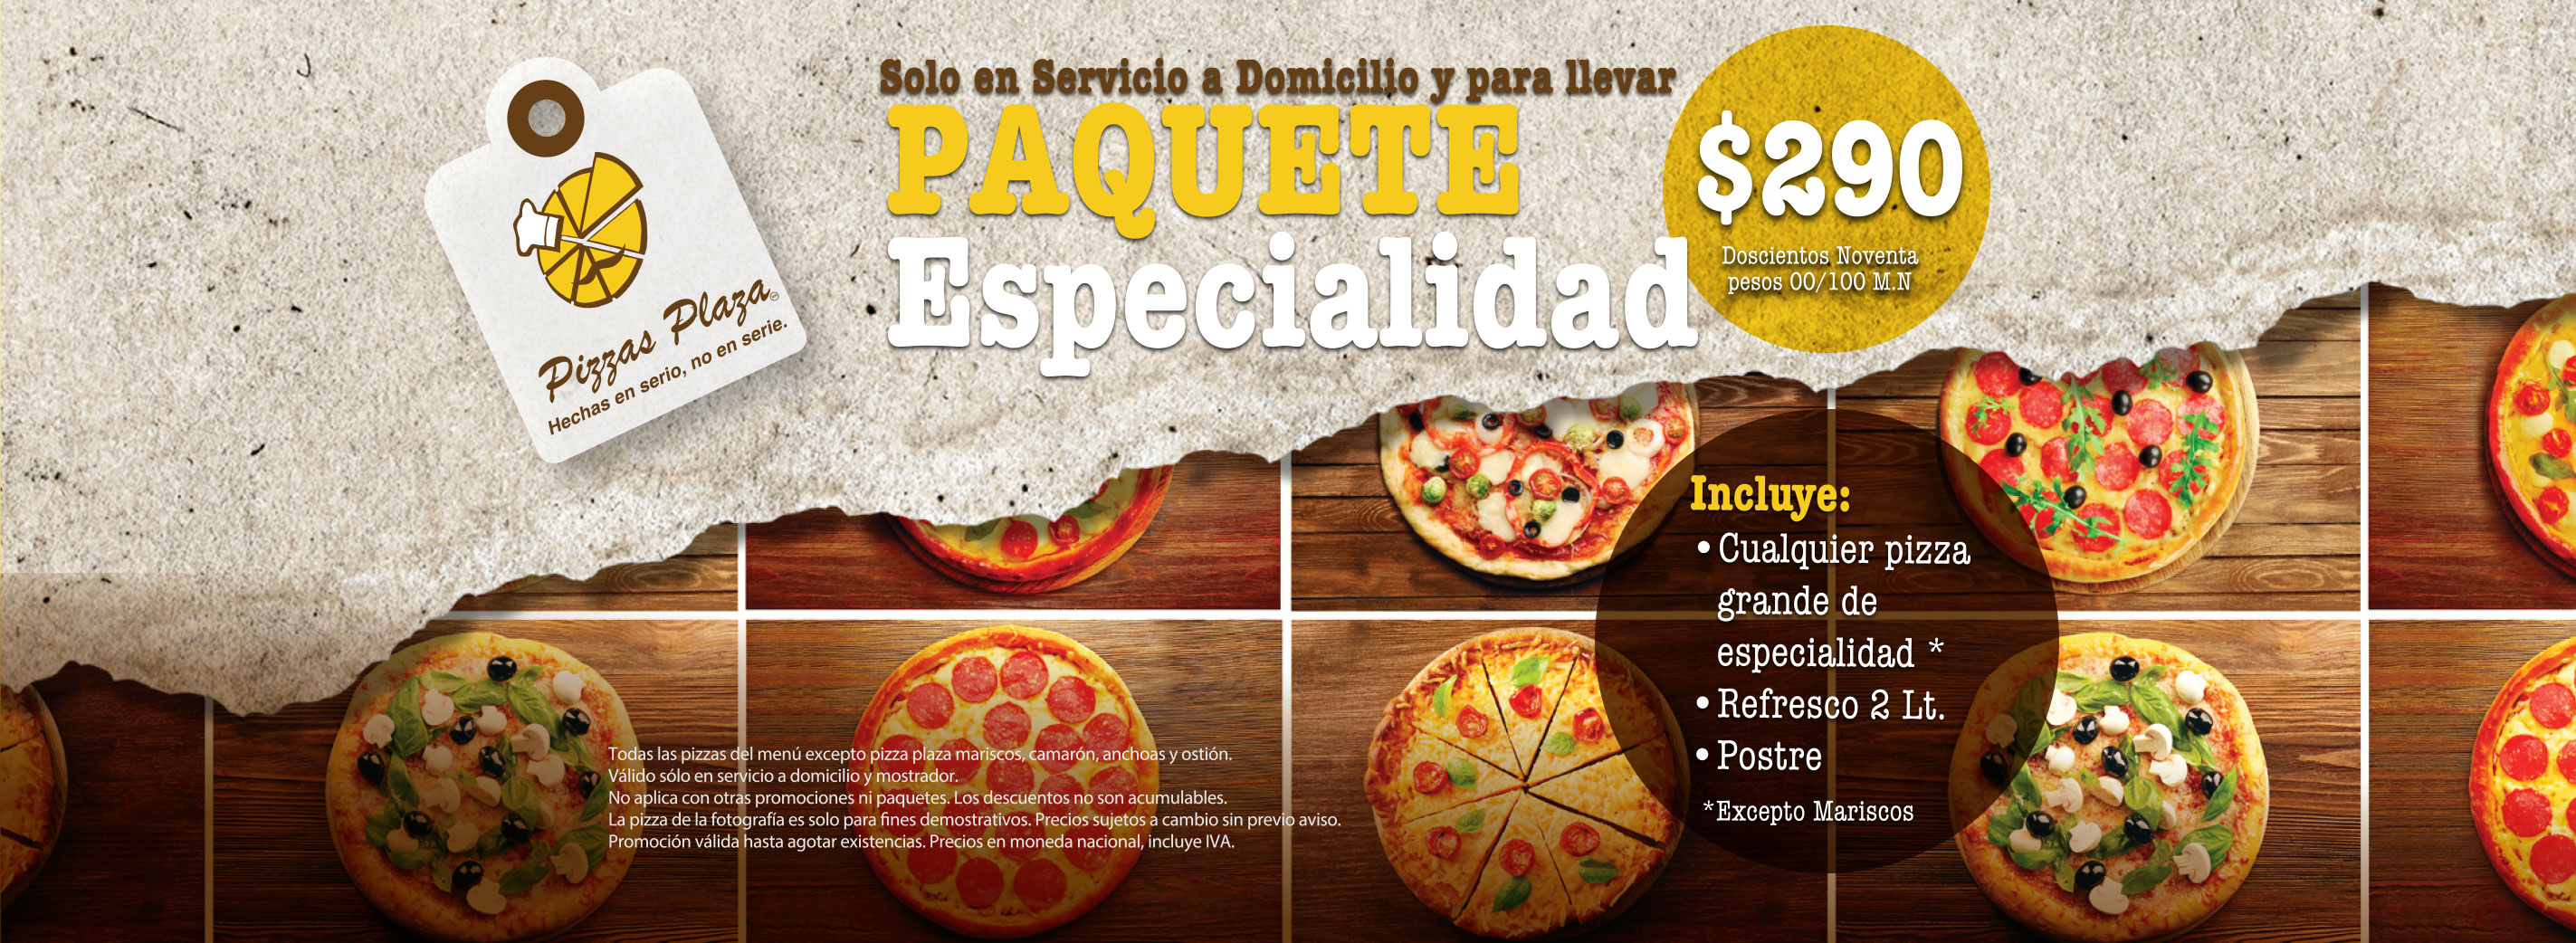 Solo en Servicio a Domicilio y para llevar
PAQUETE
Especialidad
$290
Doscientos Noventa
pesos 00/100 M.N
Pizzas Plaza
Hechas en serio, no en serie.
Incluye:
• Cualquier pizza
grande de
especialidad *
• Refresco 2 Lt.
• Postre
*Excepto Mariscos
Todas las pizzas del menú excepto pizza plaza mariscos, camarón, anchoas y ostión.
Válido sólo en servicio a domicilio y mostrador.
No aplica con otras promociones ni paquetes. Los descuentos no son acumulables.
La pizza de la fotografía es solo para fines demostrativos. Precios sujetos a cambio sin previo aviso.
Promoción válida hasta agotar existencias. Precios en moneda nacional, incluye IVA.